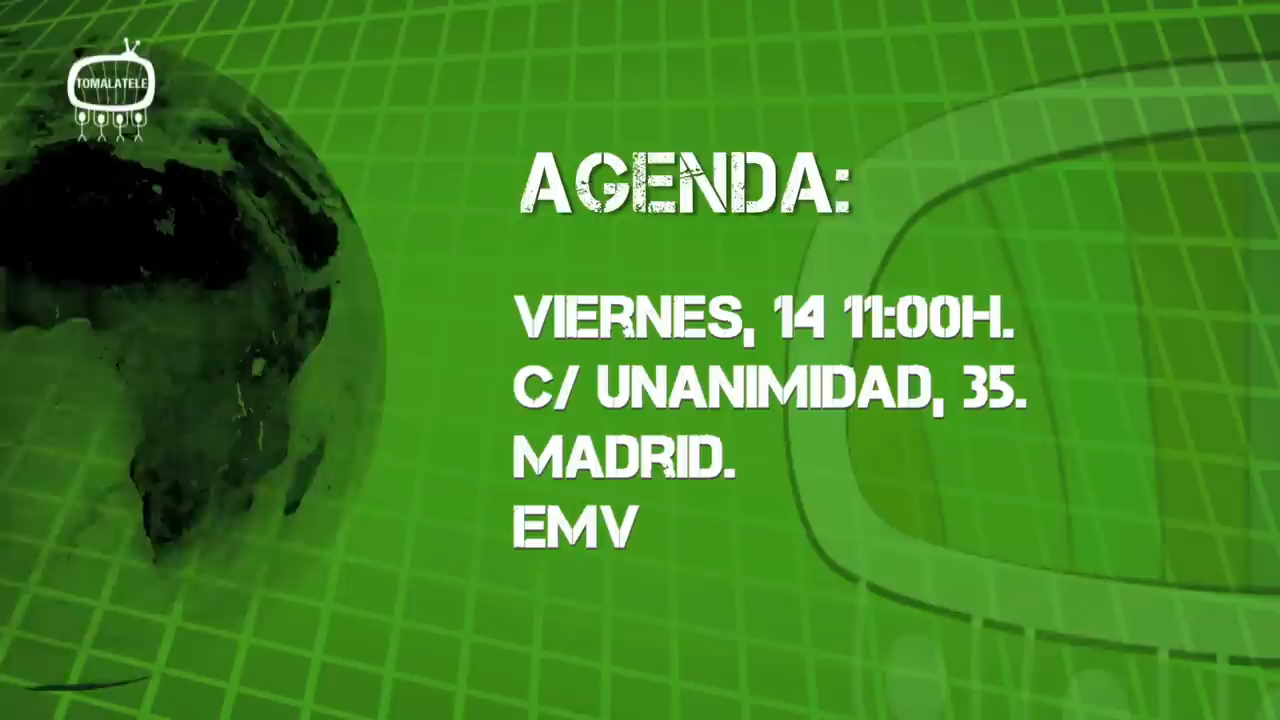 TOMALATELE
AGENDA:
VIERNES, 14 11:00H.
C/ UNANIMIDAD, 35.
MADRID.
EMV